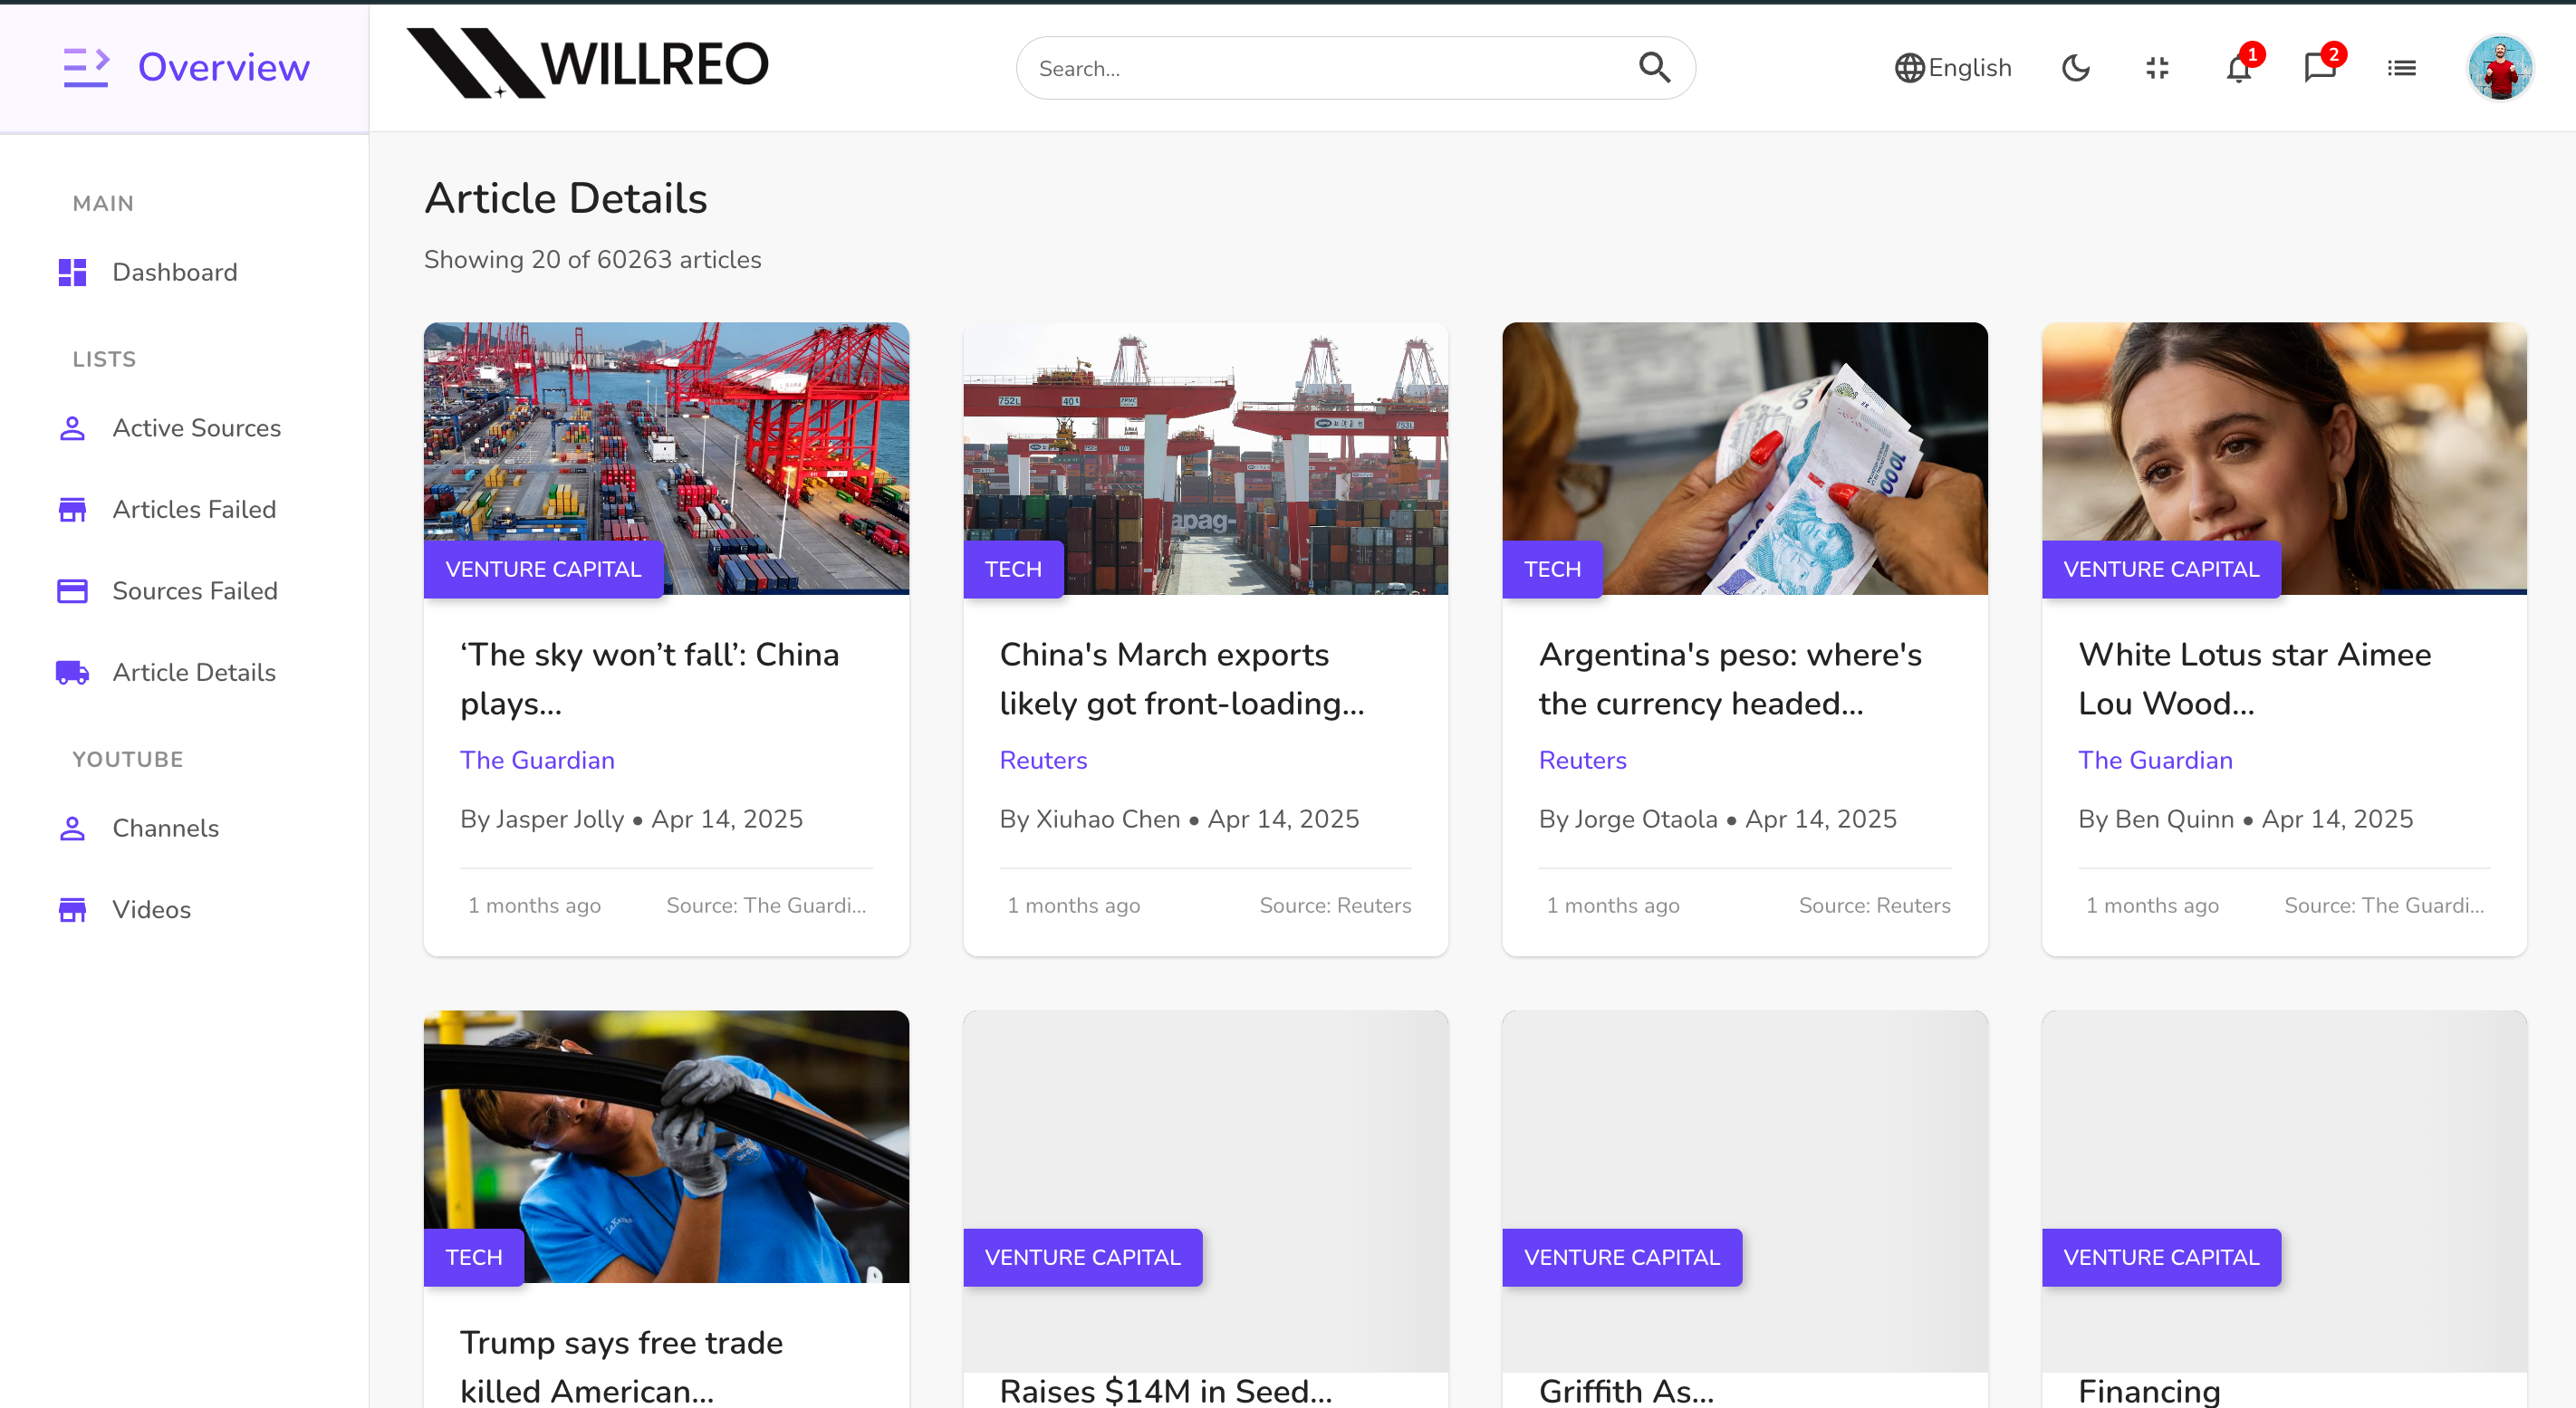 Overview
WILLREO
Search...
English
1
2
MAIN
Dashboard
LISTS
Active Sources
Articles Failed
Sources Failed
Article Details
YOUTUBE
Channels
Videos
Article Details
Showing 20 of 60263 articles
VENTURE CAPITAL
‘The sky won’t fall’: China
plays...
The Guardian
By Jasper Jolly • Apr 14, 2025
1 months ago
Source: The Guardi...
752L
40
apag-
TECH
China's March exports
likely got front-loading...
Reuters
By Xiuhao Chen • Apr 14, 2025
1 months ago
Source: Reuters
TECH
Argentina's peso: where's
the currency headed...
Reuters
By Jorge Otaola • Apr 14, 2025
1 months ago
Source: Reuters
VENTURE CAPITAL
White Lotus star Aimee
Lou Wood...
The Guardian
By Ben Quinn • Apr 14, 2025
1 months ago
Source: The Guardi...
TECH
Trump says free trade
killed American...
VENTURE CAPITAL
Raises $14M in Seed...
VENTURE CAPITAL
Griffith As...
VENTURE CAPITAL
Financing